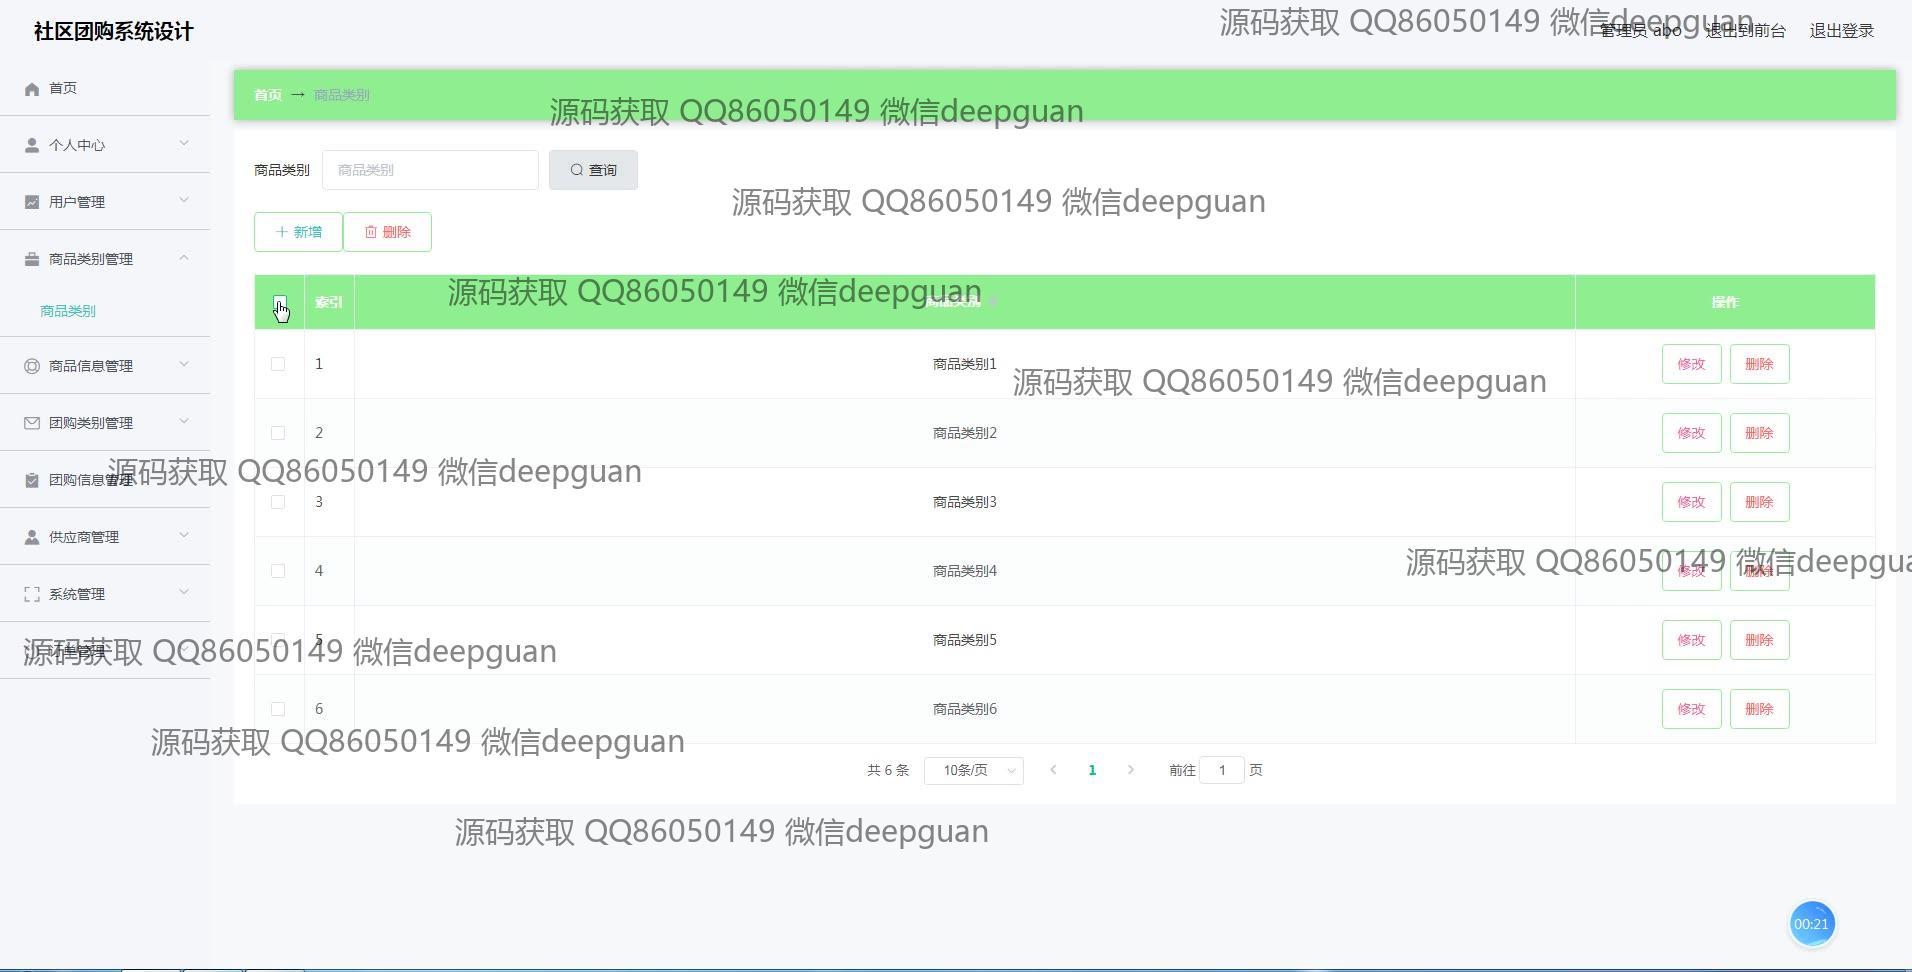 社区团购系统设计
源码获取 QQ86050149 微信deepguan
管理员 abo 退出到前台 退出登录
首页
个人中心
用户管理
商品类别管理
商品类别
商品信息管理
团购类别管理
团购信息管理
供应商管理
系统管理
订单管理
首页 → 商品类别
源码获取 QQ86050149 微信deepguan
商品类别 商品类别 查询
源码获取 QQ86050149 微信deepguan
新增 删除
源码获取 QQ86050149 微信deepguan
索引 商品类别 操作
1 商品类别1 修改 删除
源码获取 QQ86050149 微信deepguan
2 商品类别2 修改 删除
源码获取 QQ86050149 微信deepguan
3 商品类别3 修改 删除
源码获取 QQ86050149 微信deepgua
4 商品类别4 修改 删除
5 商品类别5 修改 删除
源码获取 QQ86050149 微信deepguan
6 商品类别6 修改 删除
源码获取 QQ86050149 微信deepguan
共 6 条 10条/页 1 前往 1 页
源码获取 QQ86050149 微信deepguan
00:21